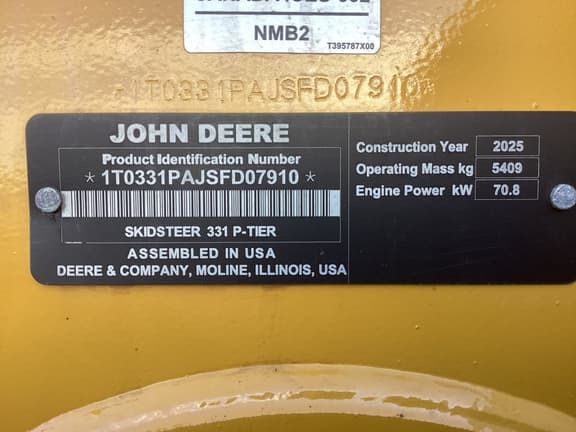 NMB2
T395787X00
1T0331PAJSFD07910
JOHN DEERE
Product Identification Number
*1T0331PAJSFD07910*
SKIDSTEER 331 P-TIER
ASSEMBLED IN USA
DEERE & COMPANY, MOLINE, ILLINOIS, USA
Construction Year 2025
Operating Mass kg 5409
Engine Power kW 70.8